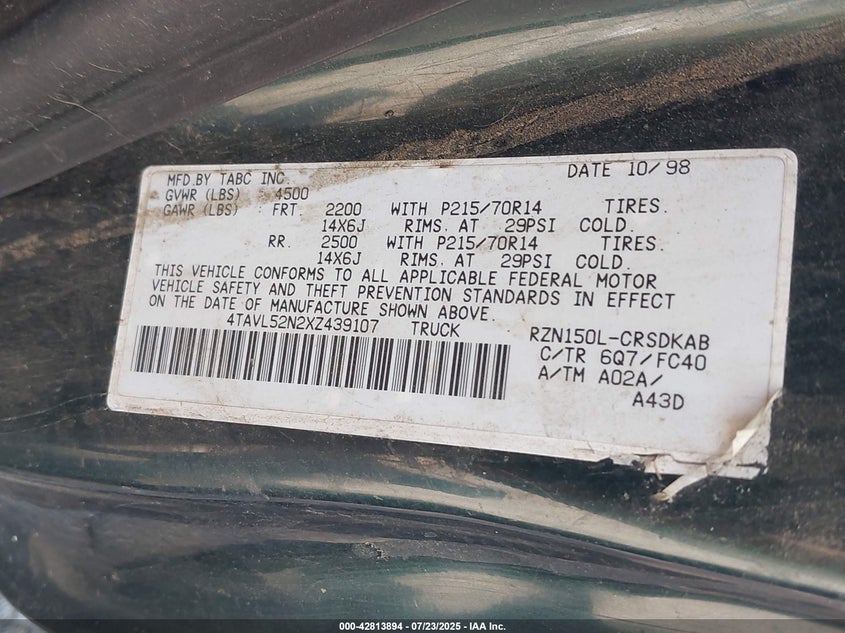 MFD.BY TABC INC. DATE 10/98
GVWR (LBS) 4500
GAWR (LBS) FRT. 2200 WITH P215/70R14 TIRES.
14X6J RIMS. AT 29PSI COLD.
RR. 2500 WITH P215/70R14 TIRES.
14X6J RIMS. AT 29PSI COLD.
THIS VEHICLE CONFORMS TO ALL APPLICABLE FEDERAL MOTOR
VEHICLE SAFETY AND THEFT PREVENTION STANDARDS IN EFFECT
ON THE DATE OF MANUFACTURE SHOWN ABOVE.
4TAVL52N2XZ439107 TRUCK RZN150L-CRSDKAB
C/TR 6Q7/FC40
A/TM A02A/
A43D
000-42813894 | 07/23/2025 | IAA Inc.